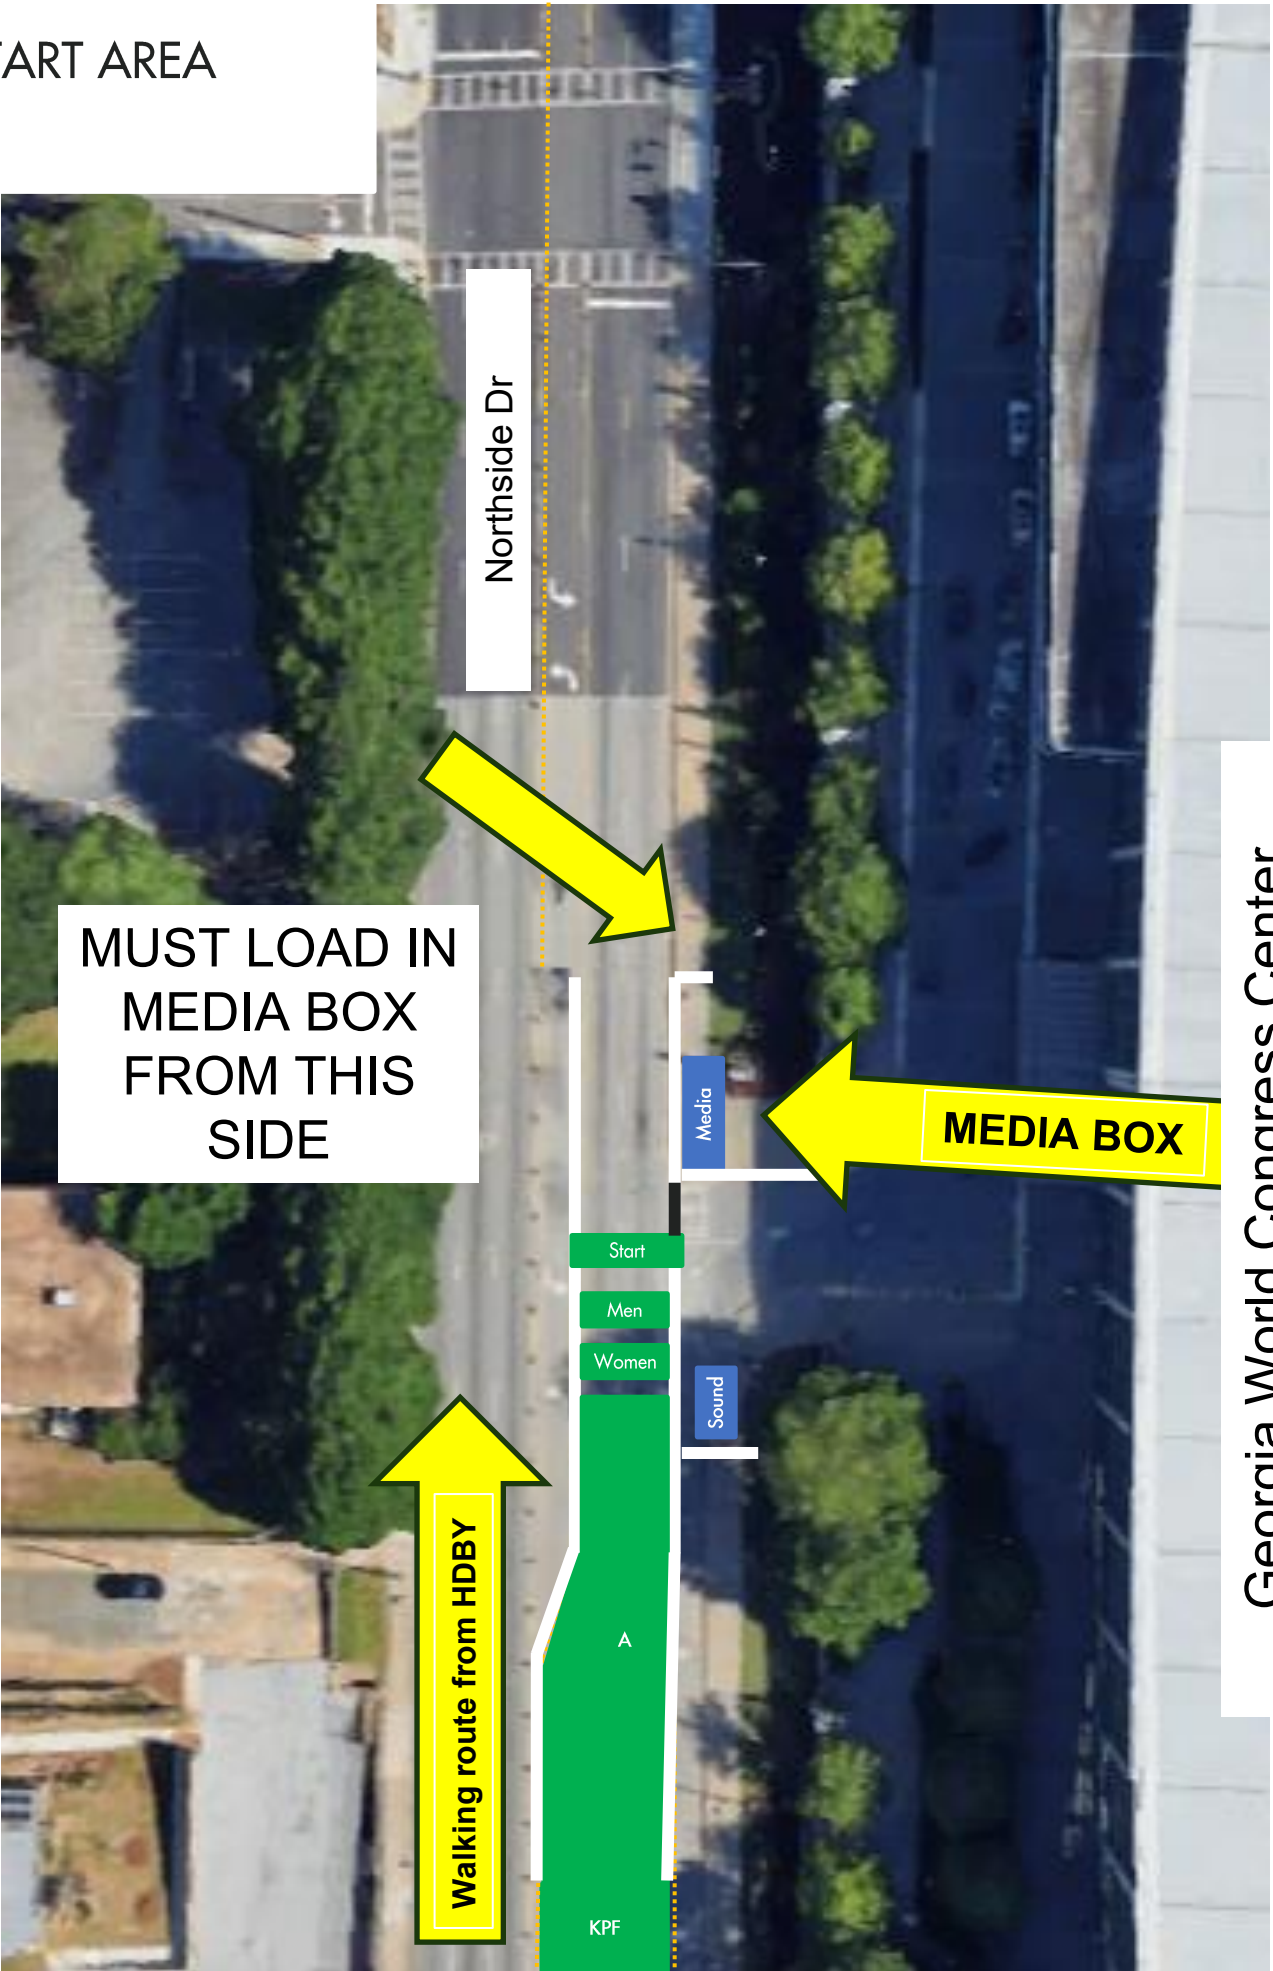 TART AREA
Northside Dr
MUST LOAD IN
MEDIA BOX
FROM THIS
SIDE
Media
MEDIA BOX
Georgia World Congress Center
Start
Men
Women
Sound
Walking route from HDBY
A
KPF